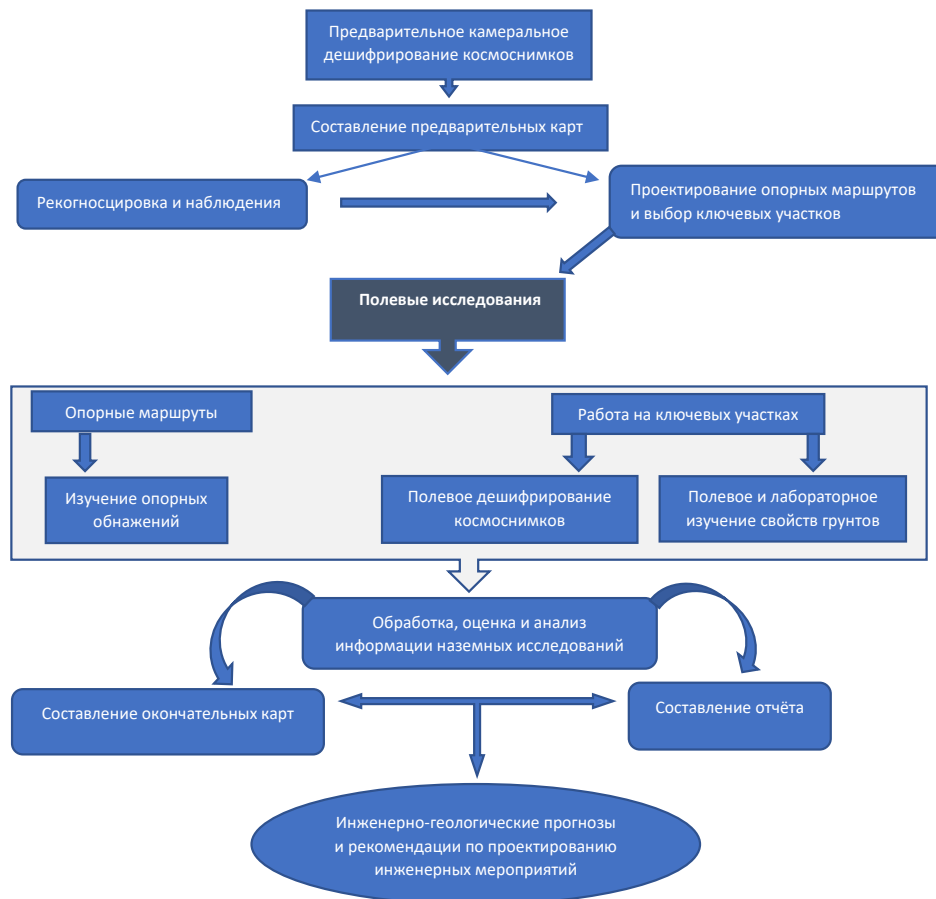 Предварительное камеральное
дешифрирование космоснимков
Составление предварительных карт
Рекогносцировка и наблюдения
Проектирование опорных маршрутов
и выбор ключевых участков
Полевые исследования
Опорные маршруты
Работа на ключевых участках
Изучение опорных
обнажений
Полевое дешифрирование
космоснимков
Полевое и лабораторное
изучение свойств грунтов
Обработка, оценка и анализ
информации наземных исследований
Составление окончательных карт
Составление отчёта
Инженерно-геологические прогнозы
и рекомендации по проектированию
инженерных мероприятий